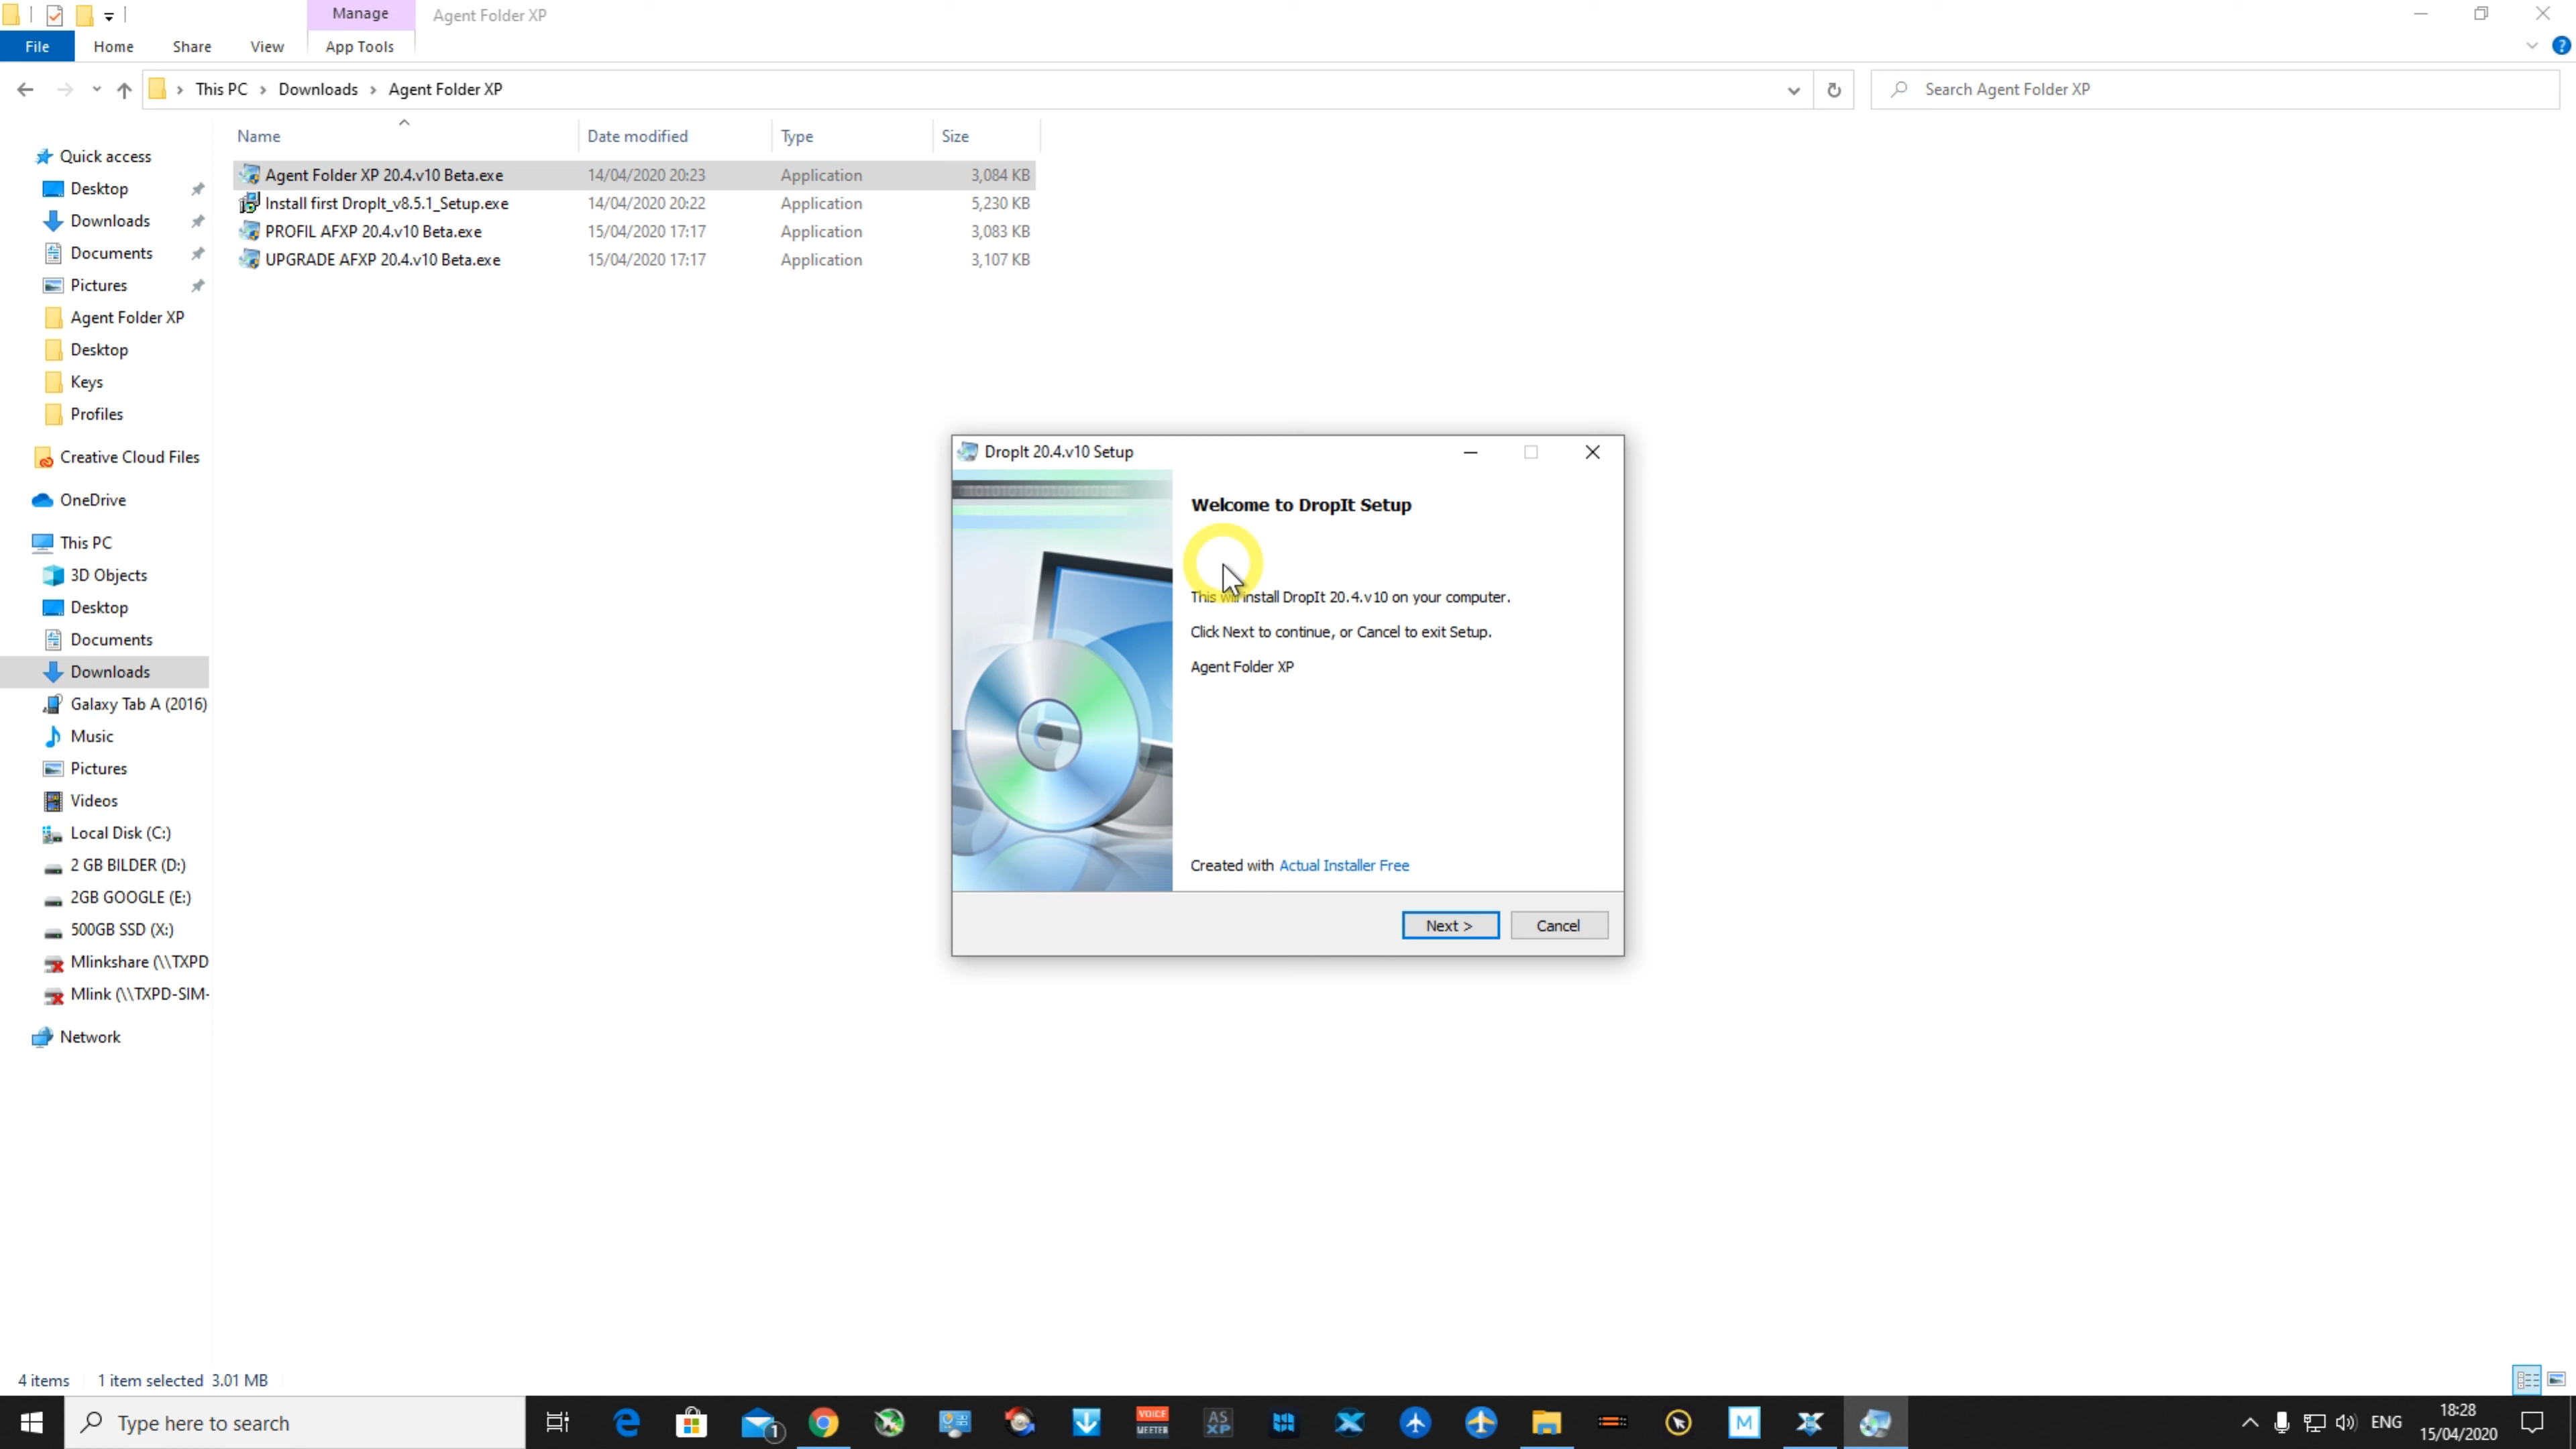 Manage
Agent Folder XP
File
Home
Share
View
App Tools
This PC > Downloads > Agent Folder XP
Search Agent Folder XP
Name
Date modified
Type
Size
Agent Folder XP 20.4.v10 Beta.exe 14/04/2020 20:23 Application 3,084 KB
Install first DropIt_v8.5.1_Setup.exe 14/04/2020 20:22 Application 5,230 KB
PROFIL AFXP 20.4.v10 Beta.exe 15/04/2020 17:17 Application 3,083 KB
UPGRADE AFXP 20.4.v10 Beta.exe 15/04/2020 17:17 Application 3,107 KB
Quick access
Desktop
Downloads
Documents
Pictures
Agent Folder XP
Desktop
Keys
Profiles
Creative Cloud Files
OneDrive
This PC
3D Objects
Desktop
Documents
Downloads
Galaxy Tab A (2016)
Music
Pictures
Videos
Local Disk (C:)
2 GB BILDER (D:)
2GB GOOGLE (E:)
500GB SSD (X:)
Mlinkshare (\\TXPD
Mlink (\\TXPD-SIM-
Network
DropIt 20.4.v10 Setup
Welcome to DropIt Setup
This will install DropIt 20.4.v10 on your computer.
Click Next to continue, or Cancel to exit Setup.
Agent Folder XP
Created with Actual Installer Free
Next >
Cancel
4 items
1 item selected 3.01 MB
Type here to search
1
VOICE
MEETER
AS
XP
M
ENG
18:28
15/04/2020